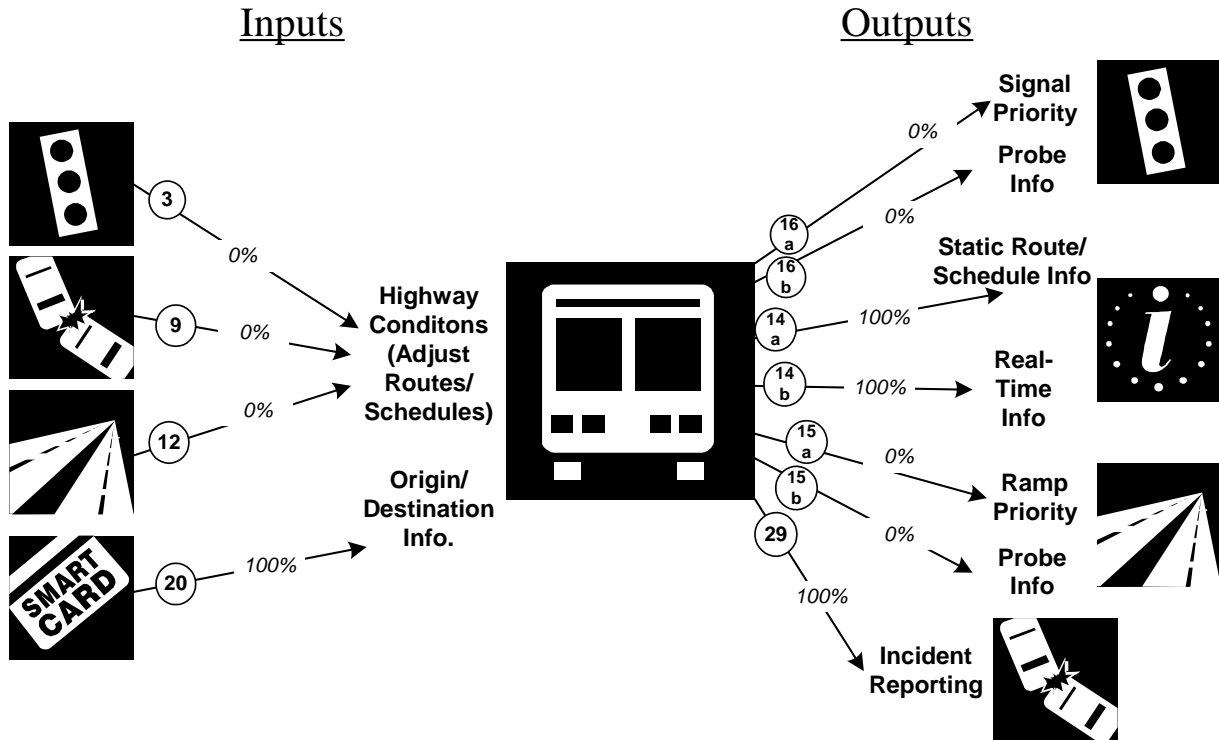 Inputs
Outputs
3
0%
9
0%
12
0%
SMART
CARD
20
100%
Highway
Conditons
(Adjust
Routes/
Schedules)
Origin/
Destination
Info.
16
a
0%
Signal
Priority
16
b
0%
Probe
Info
14
a
100%
Static Route/
Schedule Info
i
14
b
100%
Real-
Time
Info
15
a
0%
Ramp
Priority
15
b
0%
Probe
Info
29
100%
Incident
Reporting